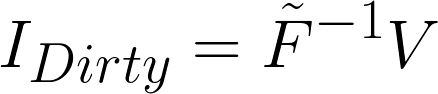 $I_{Dirty} = \tilde{F}^{-1} V$